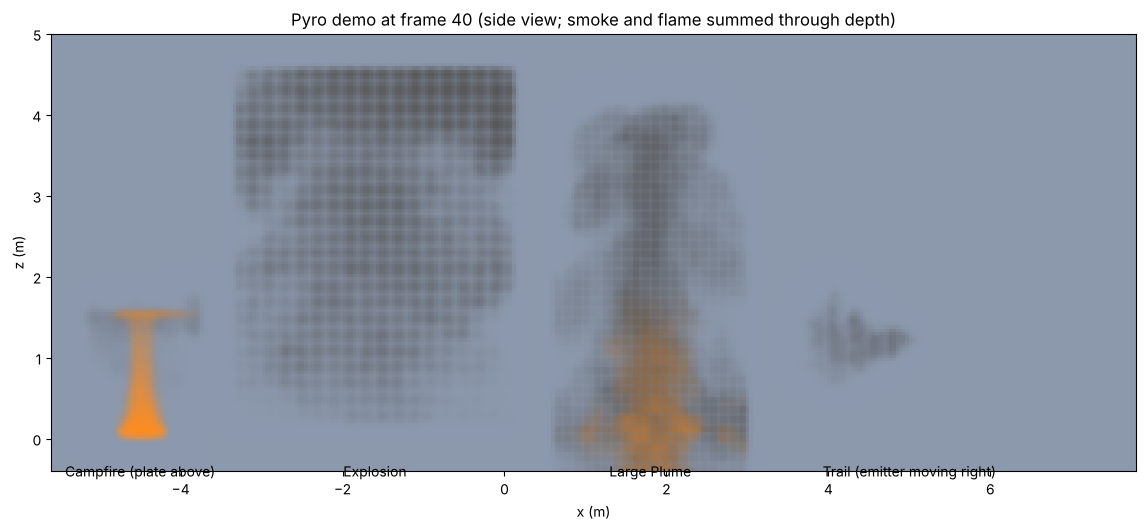 Pyro demo at frame 40 (side view; smoke and flame summed through depth)
z (m)
5
4
3
2
1
0
Campfire (plate above)
Explosion
Large Plume
Trail (emitter moving right)
−4
−2
0
2
4
6
x (m)